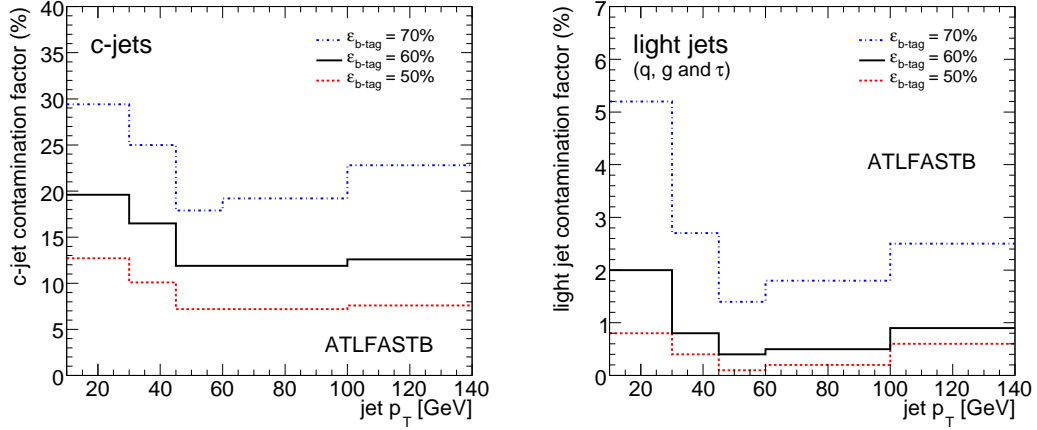 c-jet contamination factor (%)
40
35
30
25
20
15
10
5
0
c-jets
ε_b-tag = 70%
ε_b-tag = 60%
ε_b-tag = 50%
ATLFASTB
20 40 60 80 100 120 140
jet p_T [GeV]
light jet contamination factor (%)
7
6
5
4
3
2
1
0
light jets
(q, g and τ)
ε_b-tag = 70%
ε_b-tag = 60%
ε_b-tag = 50%
ATLFASTB
20 40 60 80 100 120 140
jet p_T [GeV]